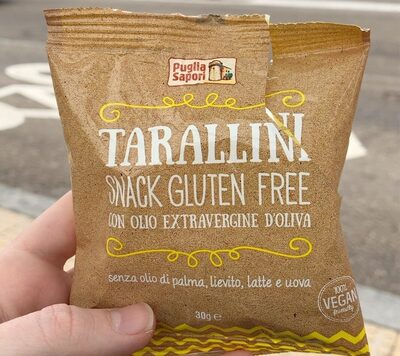 Puglia
Sapori
TARALLINI
SNACK GLUTEN FREE
CON OLIO EXTRAVERGINE D'OLIVA
senza olio di palma, lievito, latte e uova
100%
VEGAN
30g e